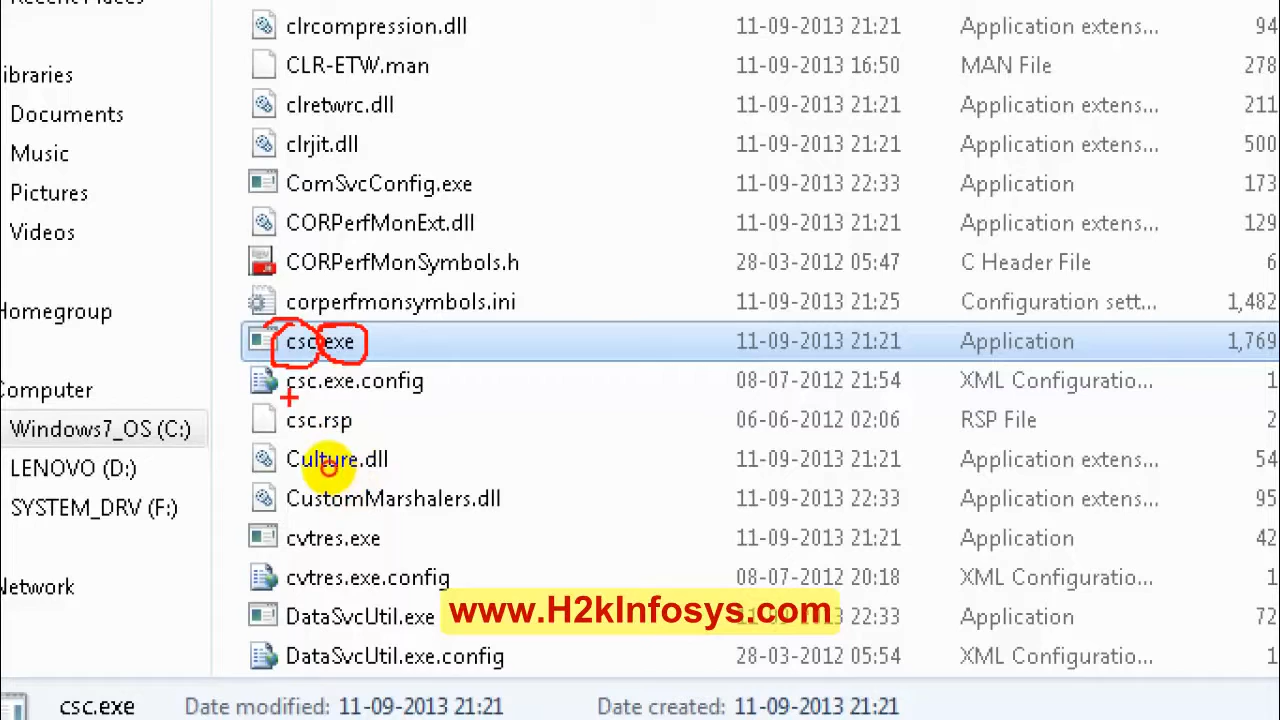 Recent Places
ibraries
Documents
Music
Pictures
Videos
Homegroup
Computer
Windows7_OS (C:)
LENOVO (D:)
SYSTEM_DRV (F:)
Network
clrcompression.dll 11-09-2013 21:21 Application extens... 94
CLR-ETW.man 11-09-2013 16:50 MAN File 278
clretwrc.dll 11-09-2013 21:21 Application extens... 211
clrjit.dll 11-09-2013 21:21 Application extens... 500
ComSvcConfig.exe 11-09-2013 22:33 Application 173
CORPerfMonExt.dll 11-09-2013 21:21 Application extens... 129
CORPerfMonSymbols.h 28-03-2012 05:47 C Header File 6
corperfmonsymbols.ini 11-09-2013 21:25 Configuration sett... 1,482
csc.exe 11-09-2013 21:21 Application 1,769
csc.exe.config 08-07-2012 21:54 XML Configuratio... 1
csc.rsp 06-06-2012 02:06 RSP File 1
Culture.dll 11-09-2013 21:21 Application extens... 54
CustomMarshalers.dll 11-09-2013 22:33 Application extens... 95
cvtres.exe 11-09-2013 21:21 Application 42
cvtres.exe.config 08-07-2012 20:18 XML Configuratio... 1
DataSvcUtil.exe 22:33 Application 72
www.H2kInfosys.com
DataSvcUtil.exe.config 28-03-2012 05:54 XML Configuratio... 1
csc.exe Date modified: 11-09-2013 21:21 Date created: 11-09-2013 21:21